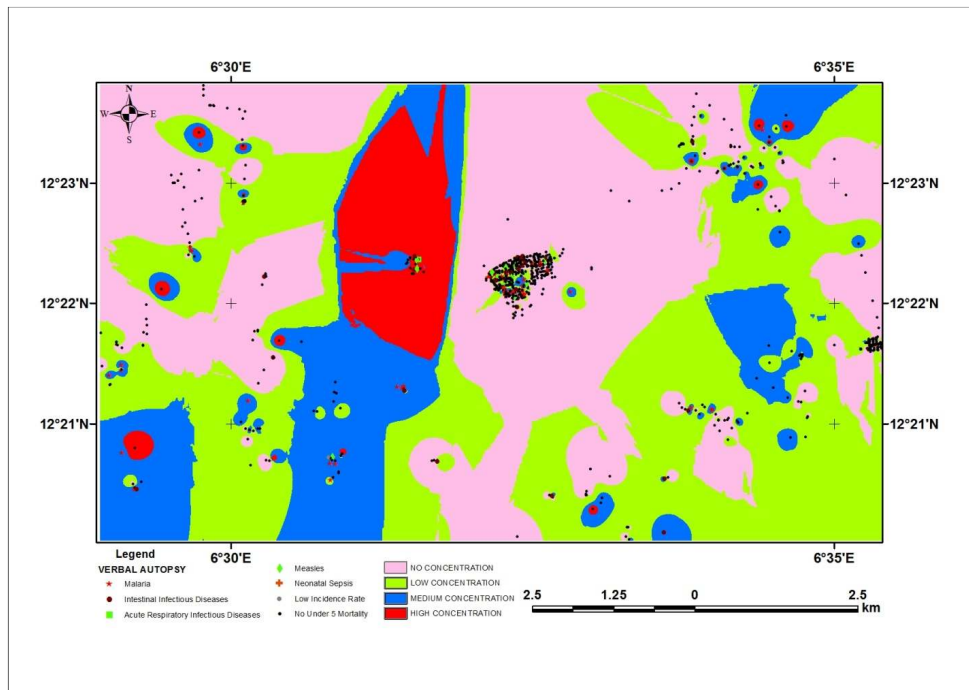 6°30'E 6°35'E
N
W E
S
12°23'N 12°23'N
12°22'N 12°22'N
12°21'N 12°21'N
6°30'E 6°35'E
Legend
VERBAL AUTOPSY
Malaria
Intestinal Infectious Diseases
Acute Respiratory Infectious Diseases
Measles
Neonatal Sepsis
Low Incidence Rate
No Under 5 Mortality
NO CONCENTRATION
LOW CONCENTRATION
MEDIUM CONCENTRATION
HIGH CONCENTRATION
2.5 1.25 0 2.5
km